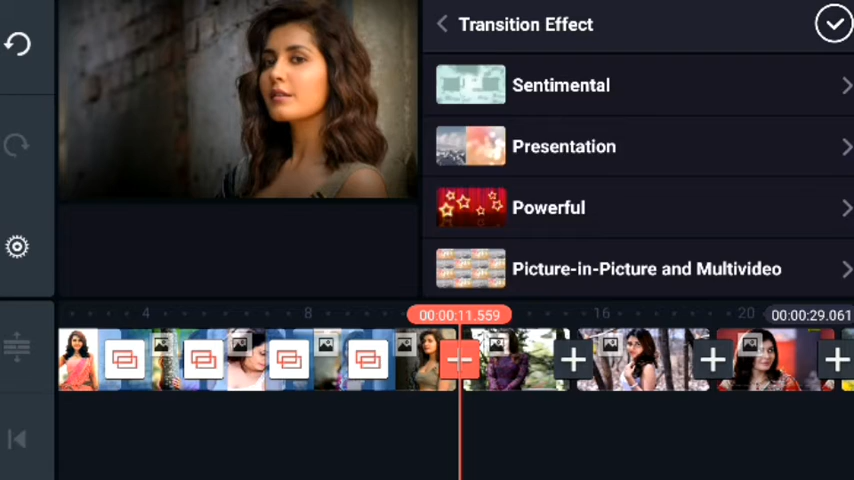 Transition Effect
Sentimental
Presentation
Powerful
Picture-in-Picture and Multivideo
4
8
00:00:11.559
16
20
00:00:29.061